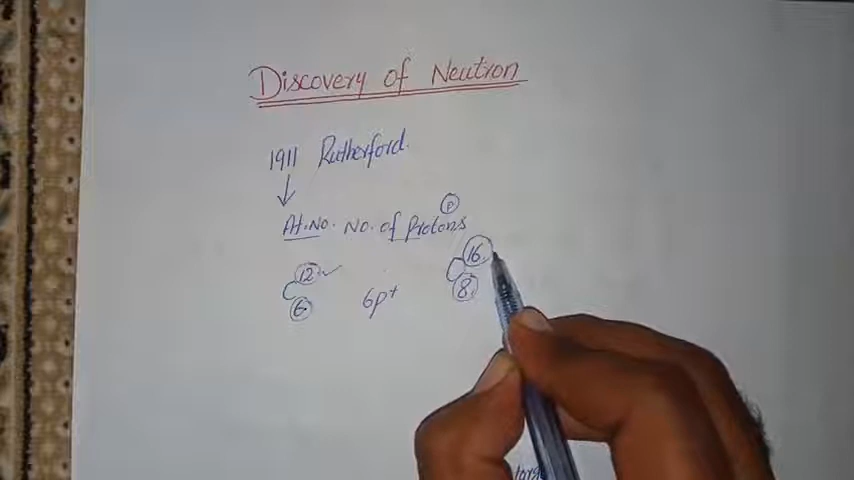 Discovery of Neutron
1911 Rutherford.
P
At. No. No. of Protons
12 16
C 6p+ C
6 8